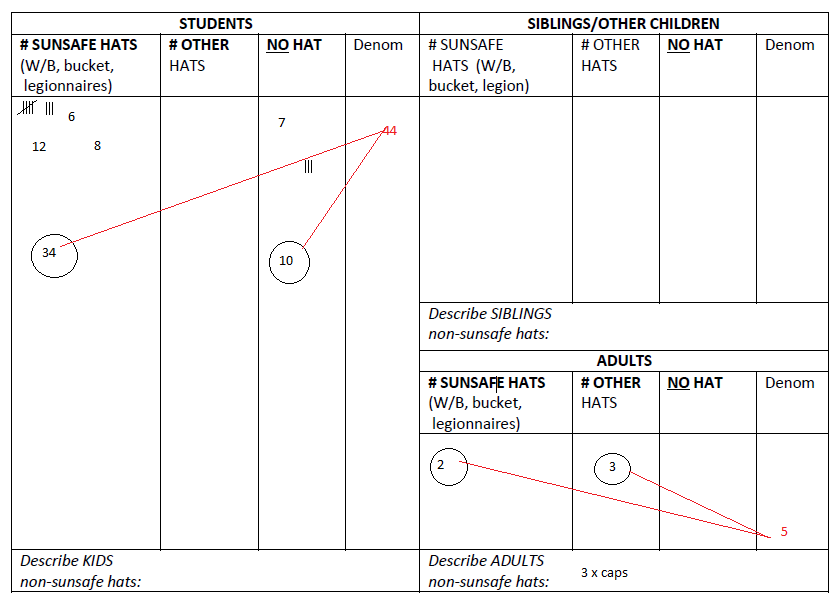 STUDENTS
# SUNSAFE HATS
(W/B, bucket,
legionnaires)
# OTHER
HATS
NO HAT
Denom
6
12
8
34
7
10
44
Describe KIDS
non-sunsafe hats:
SIBLINGS/OTHER CHILDREN
# SUNSAFE
HATS (W/B,
bucket, legion)
# OTHER
HATS
NO HAT
Denom
Describe SIBLINGS
non-sunsafe hats:
ADULTS
# SUNSAFE HATS
(W/B, bucket,
legionnaires)
# OTHER
HATS
NO HAT
Denom
2
3
5
Describe ADULTS
non-sunsafe hats:
3 x caps